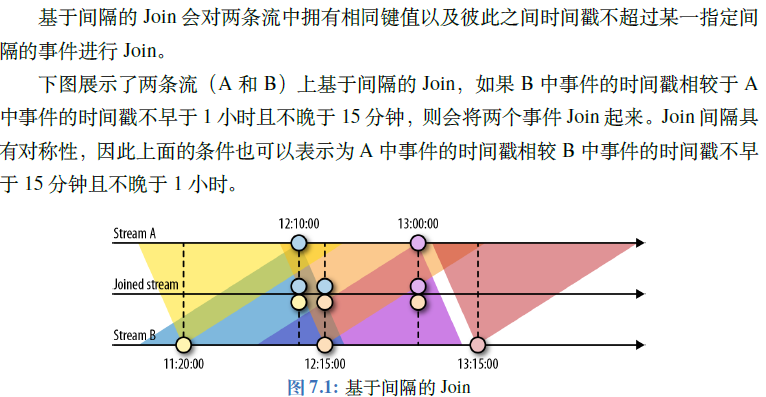 基于间隔的 Join 会对两条流中拥有相同键值以及彼此之间时间戳不超过某一指定间
隔的事件进行 Join。
下图展示了两条流（A 和 B）上基于间隔的 Join，如果 B 中事件的时间戳相较于 A
中事件的时间戳不早于 1 小时且不晚于 15 分钟，则会将两个事件 Join 起来。Join 间隔具
有对称性，因此上面的条件也可以表示为 A 中事件的时间戳相较 B 中事件的时间戳不早
于 15 分钟且不晚于 1 小时。
12:10:00 13:00:00
Stream A
Joined stream
Stream B
11:20:00 12:15:00 13:15:00
图 7.1: 基于间隔的 Join